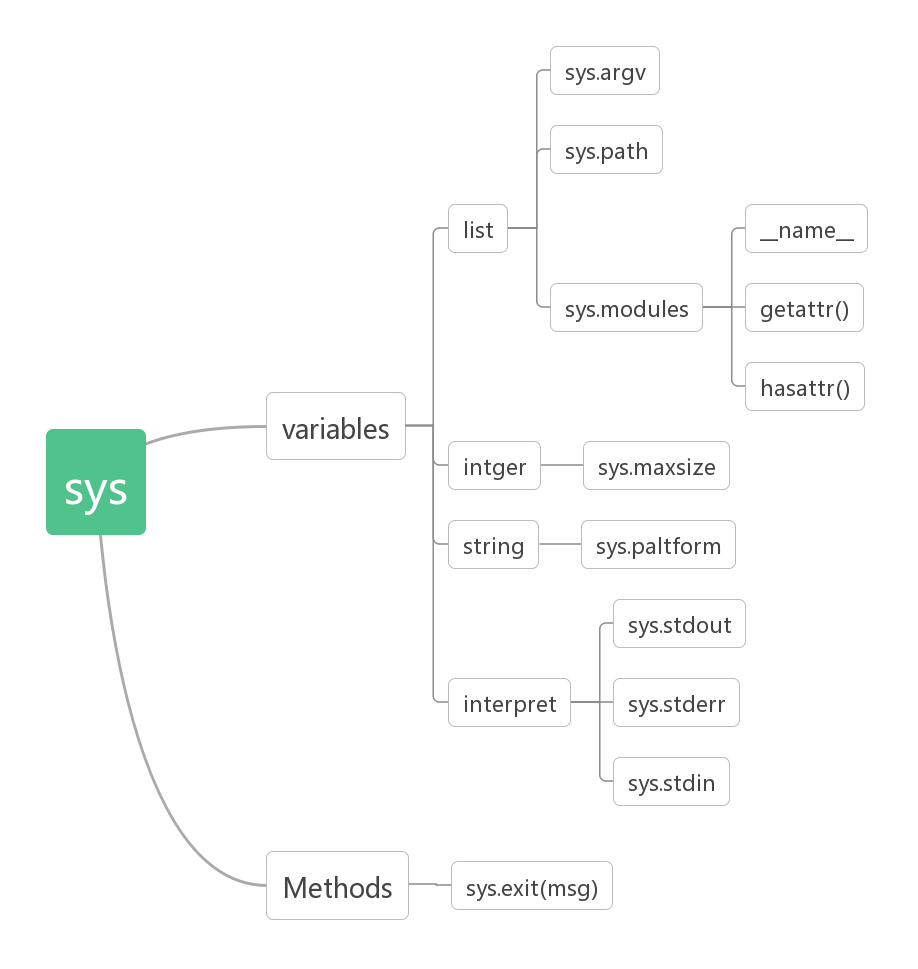 sys
variables
list
sys.argv
sys.path
sys.modules
__name__
getattr()
hasattr()
intger
sys.maxsize
string
sys.paltform
interpret
sys.stdout
sys.stderr
sys.stdin
Methods
sys.exit(msg)